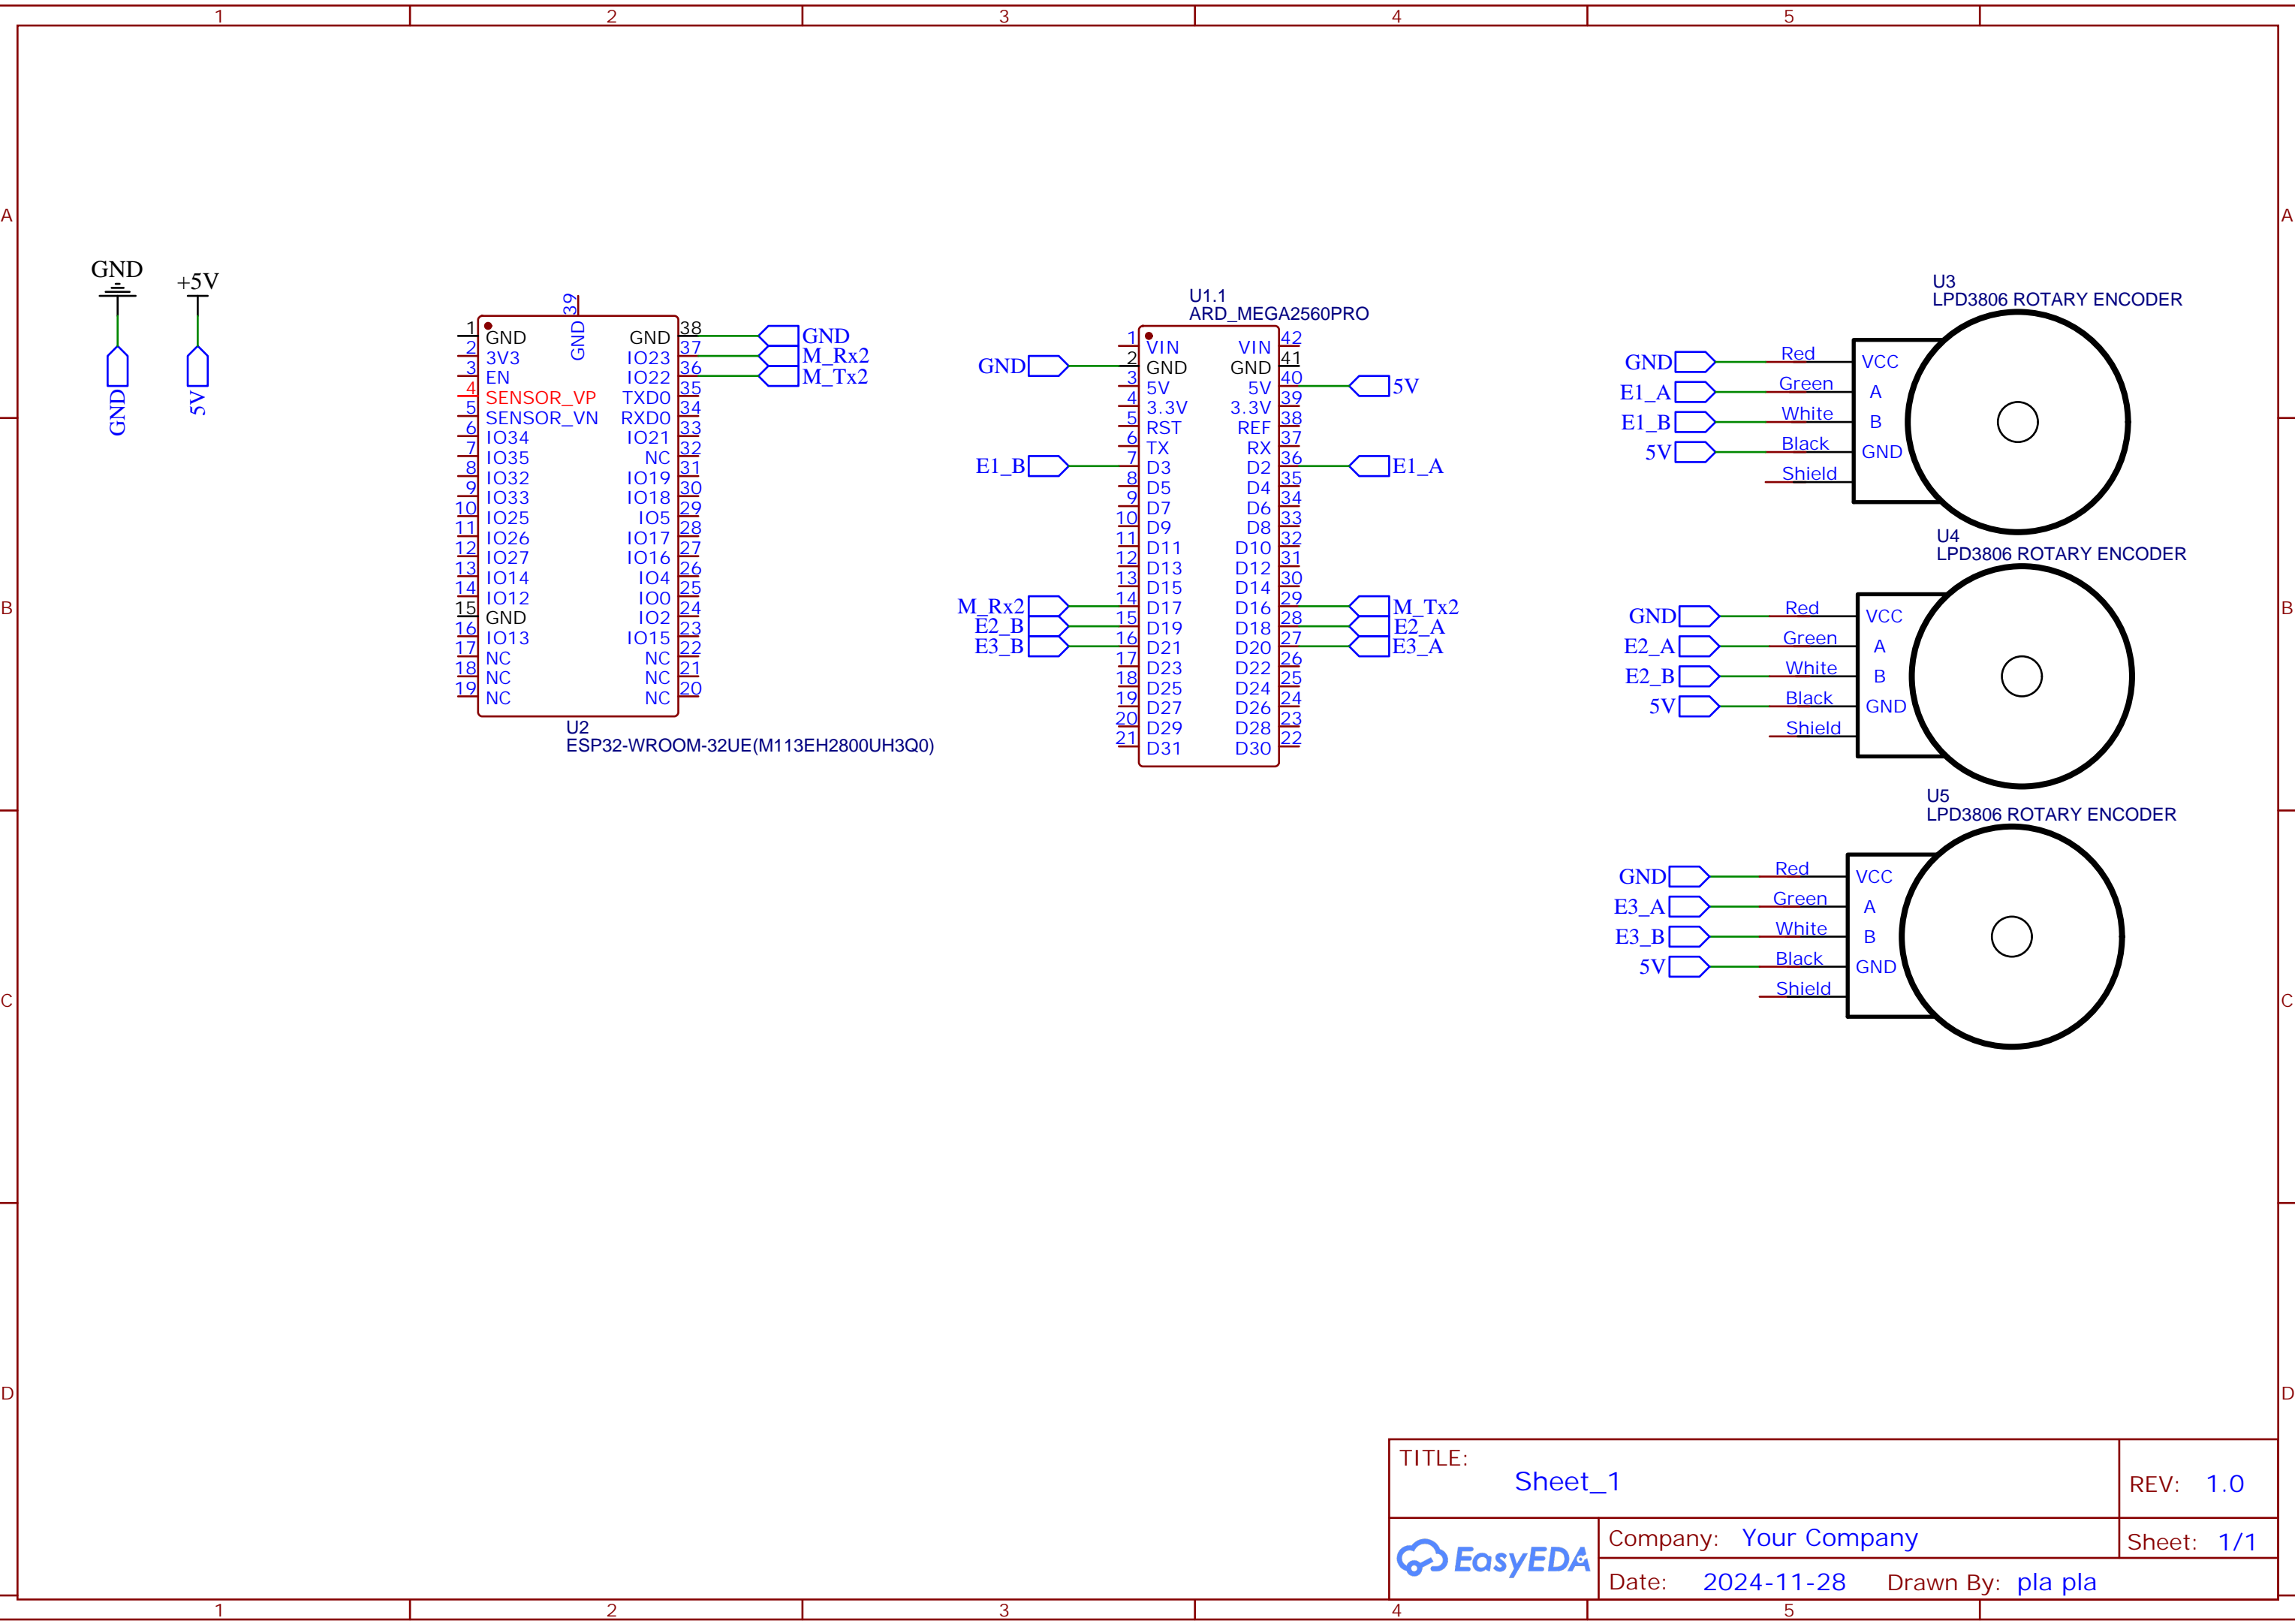 1 2 3 4 5
A A
B B
C C
D D
1 2 3 4 5
GND
+5V
GND
5V
39
GND
1 GND
2 3V3
3 EN
4 SENSOR_VP
5 SENSOR_VN
6 IO34
7 IO35
8 IO32
9 IO33
10 IO25
11 IO26
12 IO27
13 IO14
14 IO12
15 GND
16 IO13
17 NC
18 NC
19 NC
GND 38 GND
IO23 37 M_Rx2
IO22 36 M_Tx2
TXD0 35
RXD0 34
IO21 33
NC 32
IO19 31
IO18 30
IO5 29
IO17 28
IO16 27
IO4 26
IO0 25
IO2 24
IO15 23
NC 22
NC 21
NC 20
U2
ESP32-WROOM-32UE(M113EH2800UH3Q0)
U1.1
ARD_MEGA2560PRO
1 VIN
GND 2 GND
3 5V
4 3.3V
5 RST
6 TX
E1_B 7 D3
8 D5
9 D7
10 D9
11 D11
12 D13
13 D15
M_Rx2 14 D17
E2_B 15 D19
E3_B 16 D21
17 D23
18 D25
19 D27
20 D29
21 D31
VIN 42
GND 41
5V 40 5V
3.3V 39
REF 38
RX 37
D2 36 E1_A
D4 35
D6 34
D8 33
D10 32
D12 31
D14 30
D16 29 M_Tx2
D18 28 E2_A
D20 27 E3_A
D22 26
D24 25
D26 24
D28 23
D30 22
U3
LPD3806 ROTARY ENCODER
GND Red VCC
E1_A Green A
E1_B White B
5V Black GND
Shield
U4
LPD3806 ROTARY ENCODER
GND Red VCC
E2_A Green A
E2_B White B
5V Black GND
Shield
U5
LPD3806 ROTARY ENCODER
GND Red VCC
E3_A Green A
E3_B White B
5V Black GND
Shield
TITLE:
Sheet_1
REV: 1.0
EasyEDA
Company: Your Company
Sheet: 1/1
Date: 2024-11-28 Drawn By: pla pla